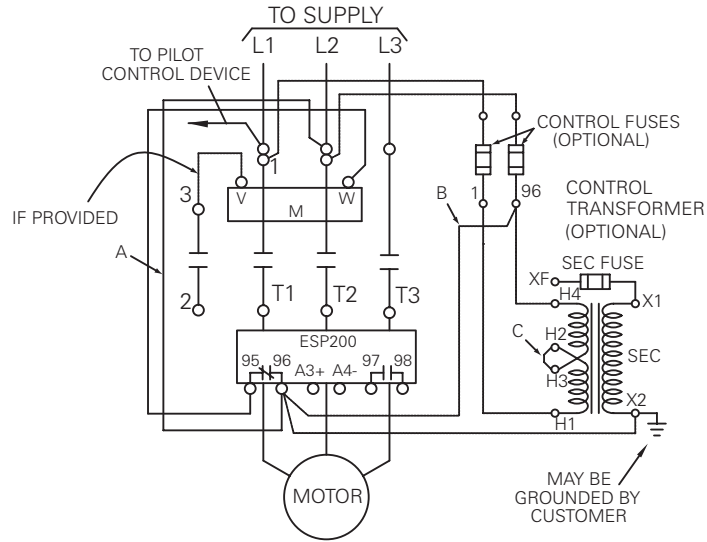 TO SUPPLY
L1 L2 L3
TO PILOT
CONTROL DEVICE
CONTROL FUSES
(OPTIONAL)
1
1 96
V M W
3
B
CONTROL
TRANSFORMER
(OPTIONAL)
IF PROVIDED
A
SEC FUSE
XF
H4 X1
2
T1 T2 T3
C H2
SEC
H3
ESP200
95 96 A3+ A4- 97 98
X2
H1
MOTOR
MAY BE
GROUNDED BY
CUSTOMER